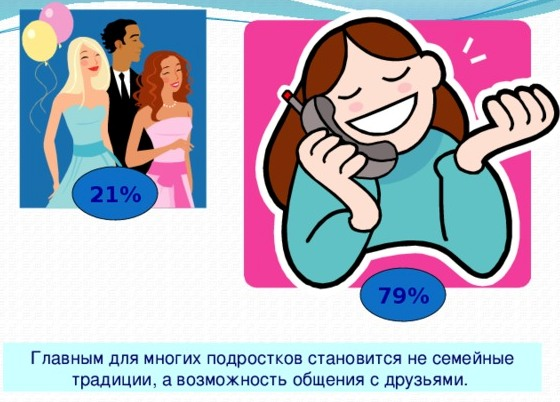 21%
79%
Главным для многих подростков становится не семейные
традиции, а возможность общения с друзьями.